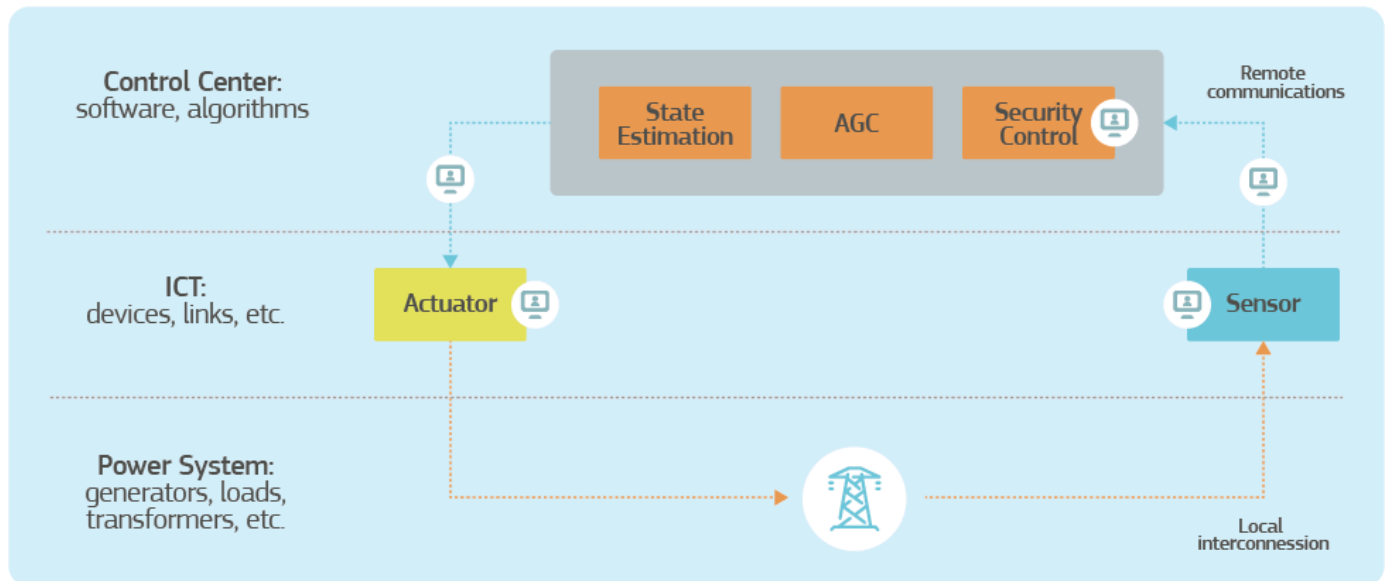 Control Center:
software, algorithms
State
Estimation
AGC
Security
Control
Remote
communications
ICT:
devices, links, etc.
Actuator
Sensor
Power System:
generators, loads,
transformers, etc.
Local
interconnession